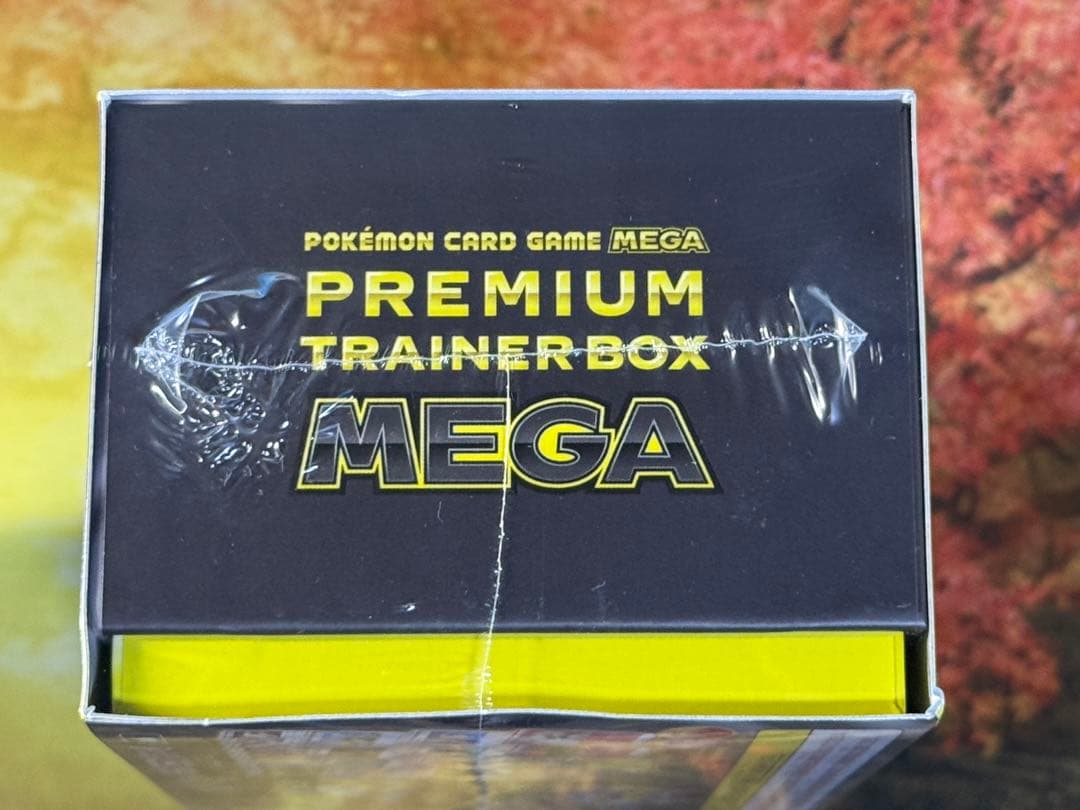 POKÉMON CARD GAME MEGA
PREMIUM
TRAINER BOX
MEGA